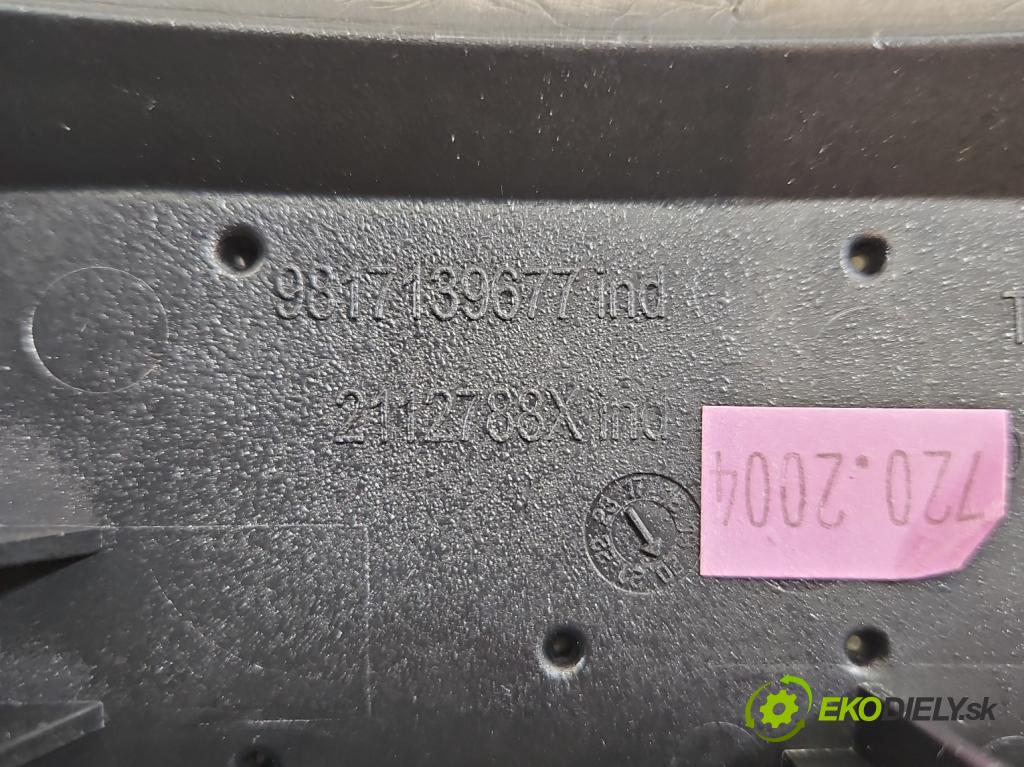 9817139677 ind
2112788X ind
720.2004
EKODIELY.sk